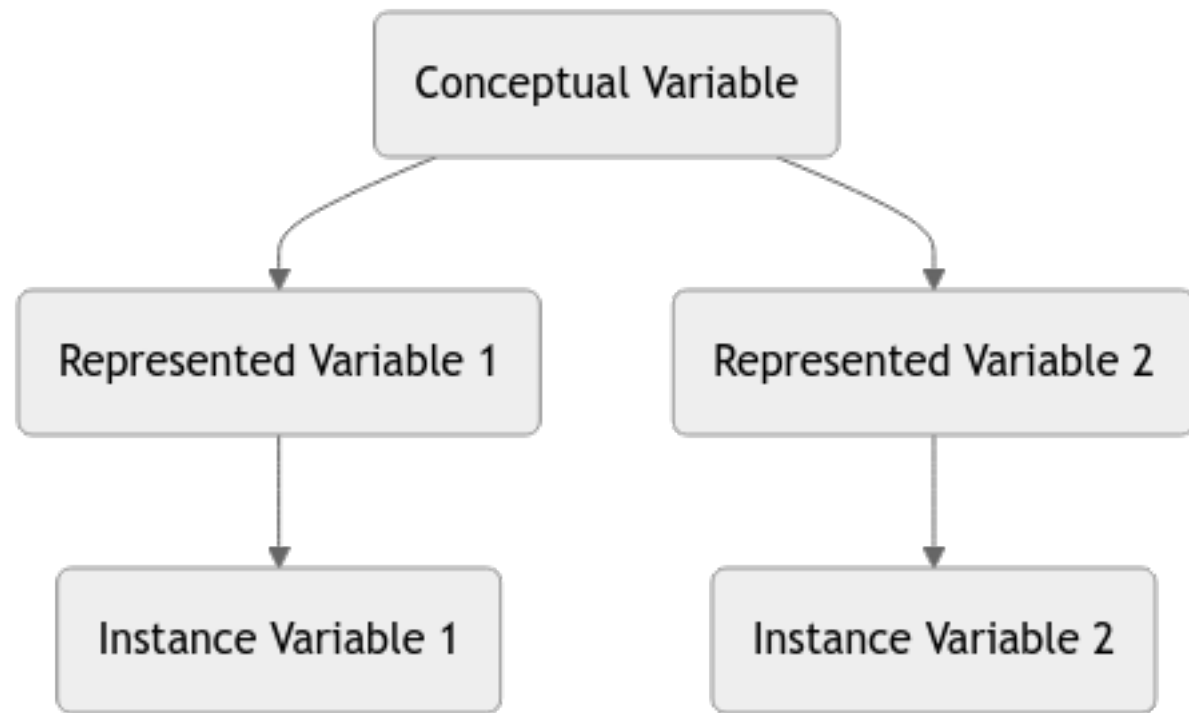 Conceptual Variable
Represented Variable 1
Represented Variable 2
Instance Variable 1
Instance Variable 2